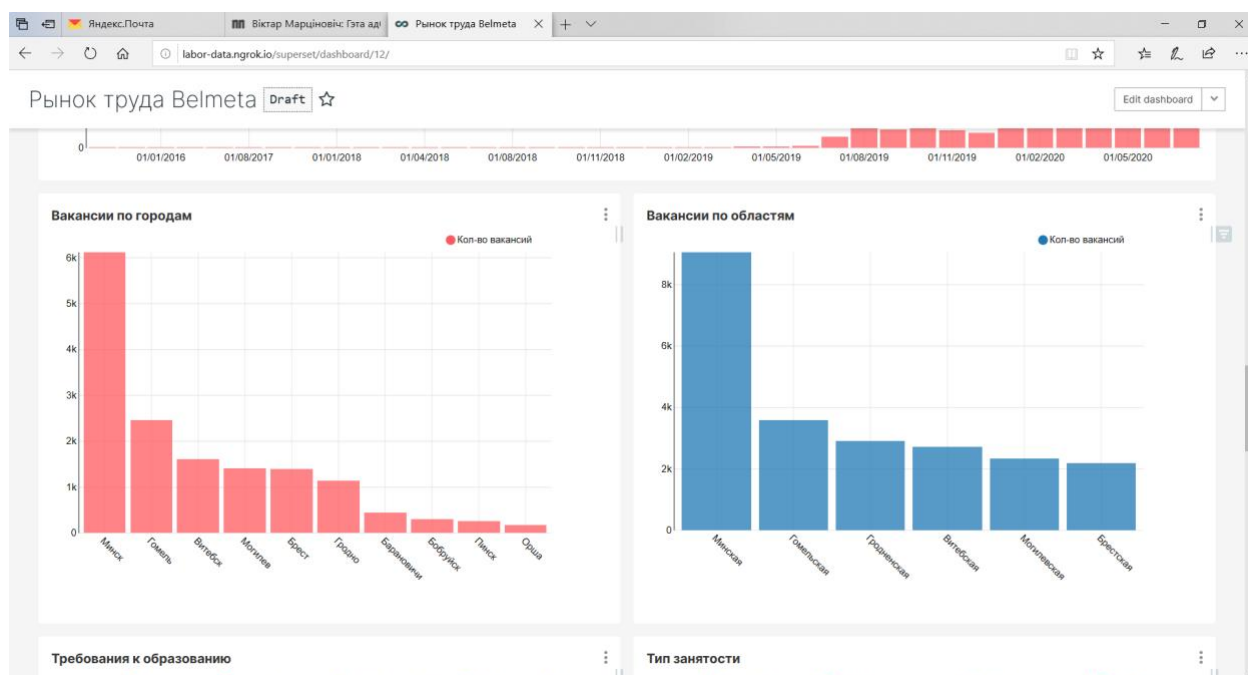 Яндекс.Почта
Віктар Марціновіч: Гэта ад
Рынок труда Belmeta
labor-data.ngrok.io/superset/dashboard/12/
Рынок труда Belmeta Draft
Edit dashboard
0
01/01/2016 01/08/2017 01/01/2018 01/04/2018 01/08/2018 01/11/2018 01/02/2019 01/05/2019 01/08/2019 01/11/2019 01/02/2020 01/05/2020
Вакансии по городам
Кол-во вакансий
6k
5k
4k
3k
2k
1k
0
Минск Гомель Витебск Могилев Брест Гродно Барановичи Бобруйск Пинск Орша
Вакансии по областям
Кол-во вакансий
8k
6k
4k
2k
0
Минская Гомельская Гродненская Витебская Могилевская Брестская
Требования к образованию
Тип занятости